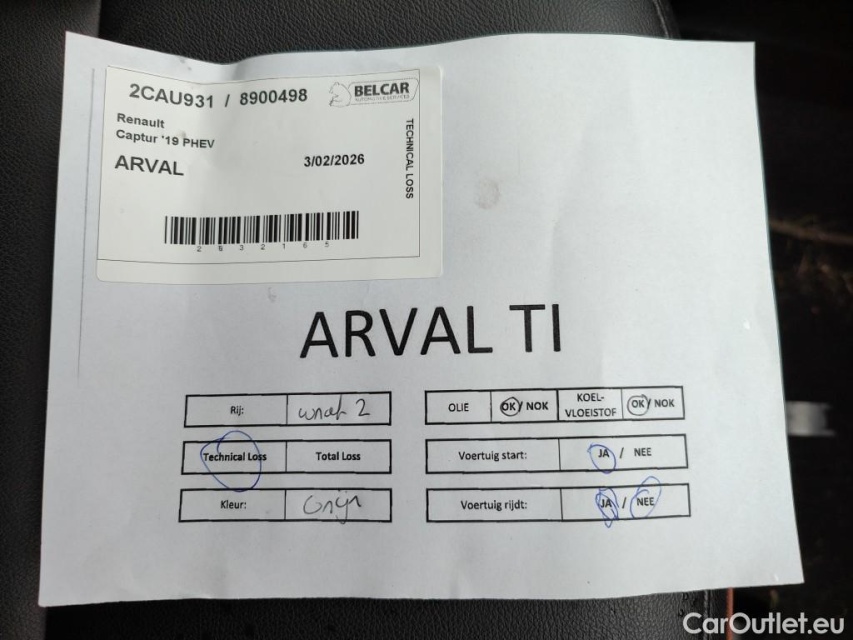 2CAU931 / 8900498
BELCAR
Renault
Captur '19 PHEV
ARVAL
3/02/2026
TECHNICAL LOSS
2632165
ARVAL TI
Rij:
OLIE OK / NOK KOEL-VLOEISTOF OK / NOK
Technical Loss Total Loss
Voertuig start: JA / NEE
Kleur: Grijs
Voertuig rijdt: JA / NEE
CarOutlet.eu